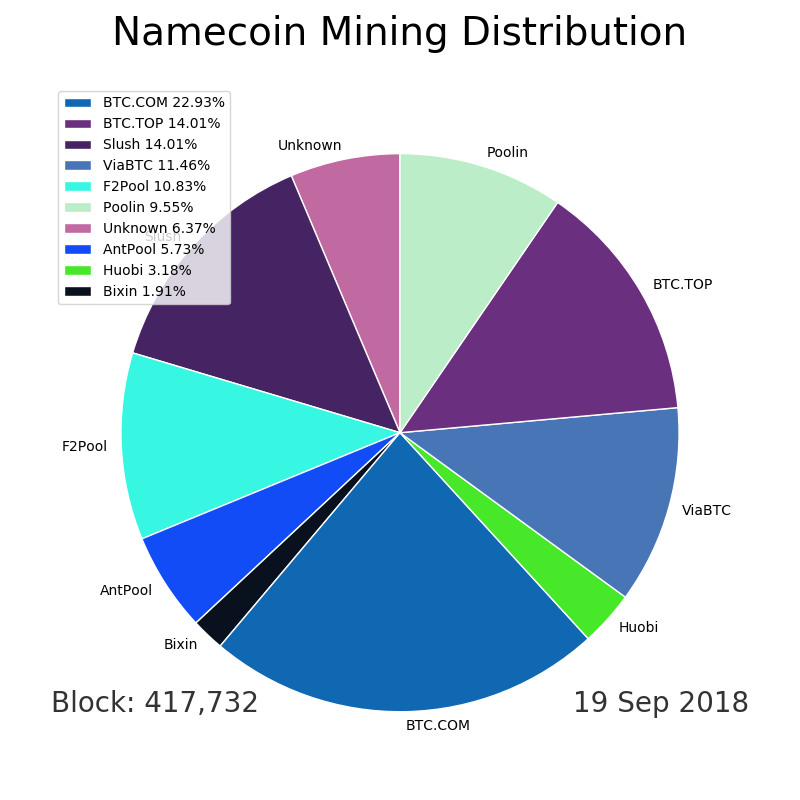 Namecoin Mining Distribution
BTC.COM 22.93%
BTC.TOP 14.01%
Slush 14.01%
ViaBTC 11.46%
F2Pool 10.83%
Poolin 9.55%
Unknown 6.37%
AntPool 5.73%
Huobi 3.18%
Bixin 1.91%
Unknown
Poolin
Slush
BTC.TOP
F2Pool
ViaBTC
AntPool
Huobi
Bixin
BTC.COM
Block: 417,732
19 Sep 2018